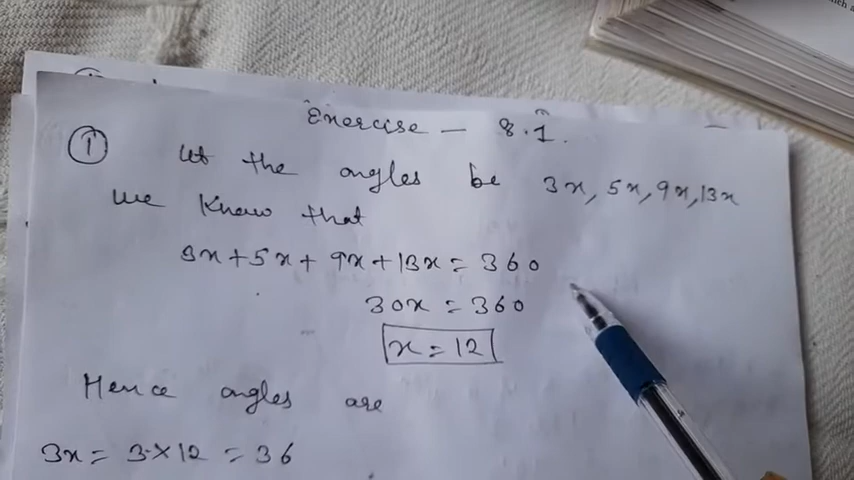 Exercise - 8.1.
① let the angles be 3x, 5x, 9x, 13x
We know that
3x + 5x + 9x + 13x = 360
30x = 360
x = 12
Hence angles are
3x = 3×12 = 36